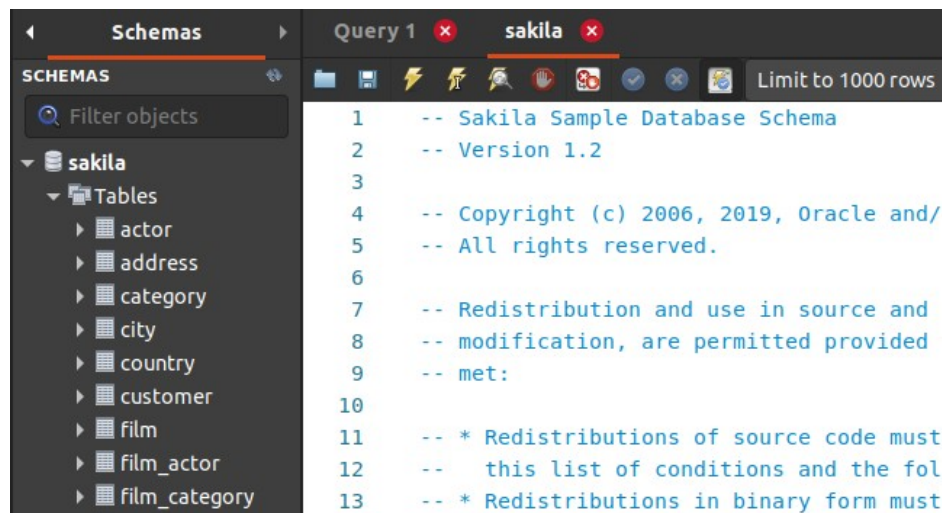 Schemas
SCHEMAS
Filter objects
sakila
Tables
actor
address
category
city
country
customer
film
film_actor
film_category
Query 1 sakila
Limit to 1000 rows
1 -- Sakila Sample Database Schema
2 -- Version 1.2
3
4 -- Copyright (c) 2006, 2019, Oracle and/
5 -- All rights reserved.
6
7 -- Redistribution and use in source and
8 -- modification, are permitted provided
9 -- met:
10
11 -- * Redistributions of source code must
12 -- this list of conditions and the fol
13 -- * Redistributions in binary form must